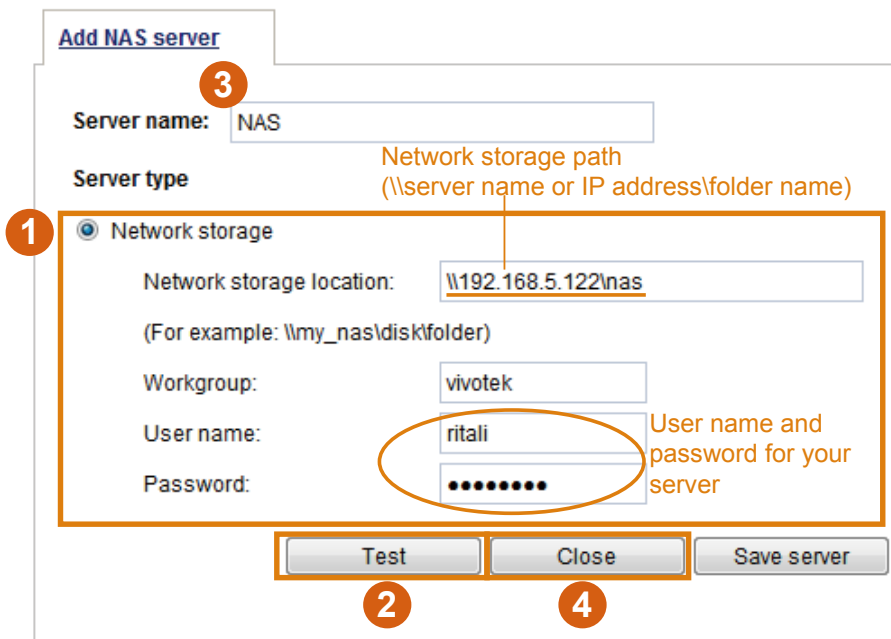 Add NAS server
3
Server name: NAS
Network storage path
(\\server name or IP address\folder name)
Server type
1
Network storage
Network storage location: \\192.168.5.122\nas
(For example: \\my_nas\disk\folder)
Workgroup: vivotek
User name: ritali
Password: ●●●●●●●●
User name and
password for your
server
Test Close Save server
2 4